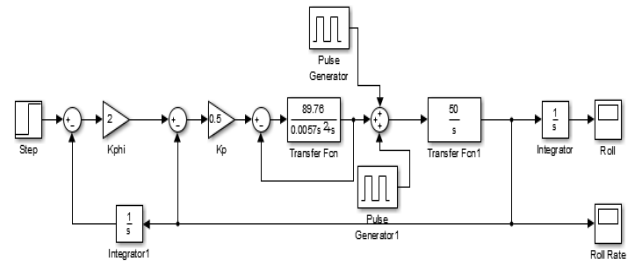 Pulse
Generator
Step
2
Kphi
0.5
Kp
89.76
0.0057s²+s
Transfer Fcn
50
s
Transfer Fcn1
1
s
Integrator
Roll
1
s
Integrator1
Pulse
Generator1
Roll Rate